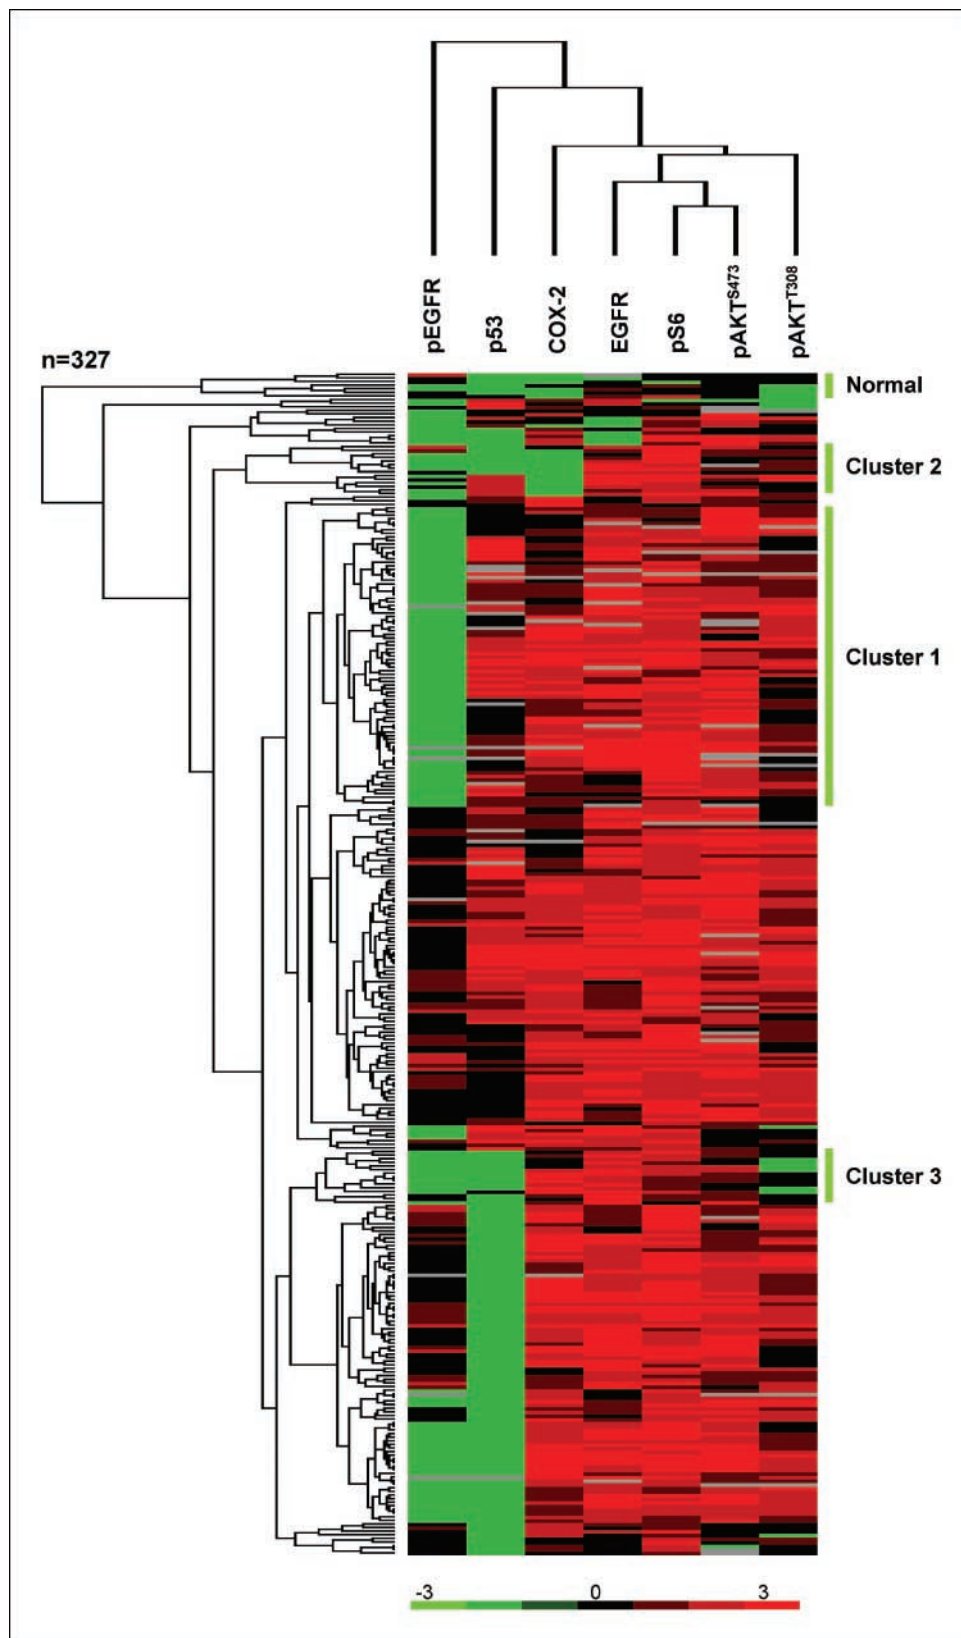 pEGFR
p53
COX-2
EGFR
pS6
pAKTS473
pAKTT308
n=327
Normal
Cluster 2
Cluster 1
Cluster 3
-3 0 3